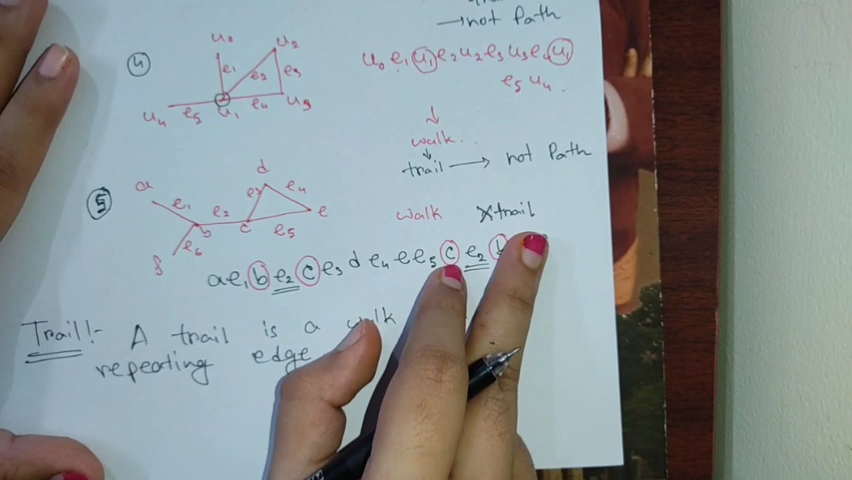 → not Path
④
u₀
u₂
e₁
e₂
e₃
u₄
e₅
u₁
e₄
u₃
u₀ e₁ u₁ e₂ u₂ e₃ u₃ e₄ u₁
e₅ u₄ .
↓
walk..
↓
trail → not Path
⑤
a
e₁
b
e₂
c
e₃
d
e₄
e
e₅
e₆
f
walk ✗trail
a e₁ b e₂ c e₃ d e₄ e e₅ c e₂ b
Trail!- A trail is a walk
repeating edge